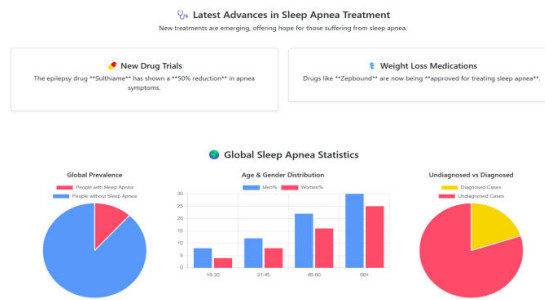 Latest Advances in Sleep Apnea Treatment
New treatments are emerging, offering hope for those suffering from sleep apnea.
New Drug Trials
The epilepsy drug **Sulthiame** has shown a **50% reduction** in apnea
symptoms.
Weight Loss Medications
Drugs like **Zepbound** are now being **approved for treating sleep apnea**.
Global Sleep Apnea Statistics
Global Prevalence
People with Sleep Apnea
People without Sleep Apnea
Age & Gender Distribution
Men%
Women%
30
25
20
15
10
5
0
18-30
31-45
46-60
60+
Undiagnosed vs Diagnosed
Diagnosed Cases
Undiagnosed Cases